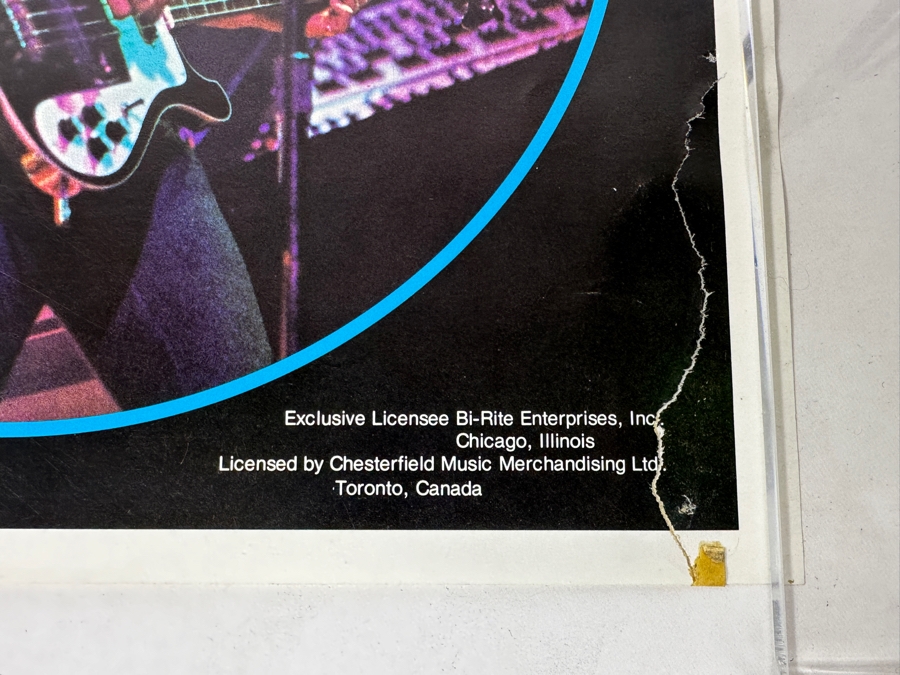 Exclusive Licensee Bi-Rite Enterprises, Inc.
Chicago, Illinois
Licensed by Chesterfield Music Merchandising Ltd.
Toronto, Canada